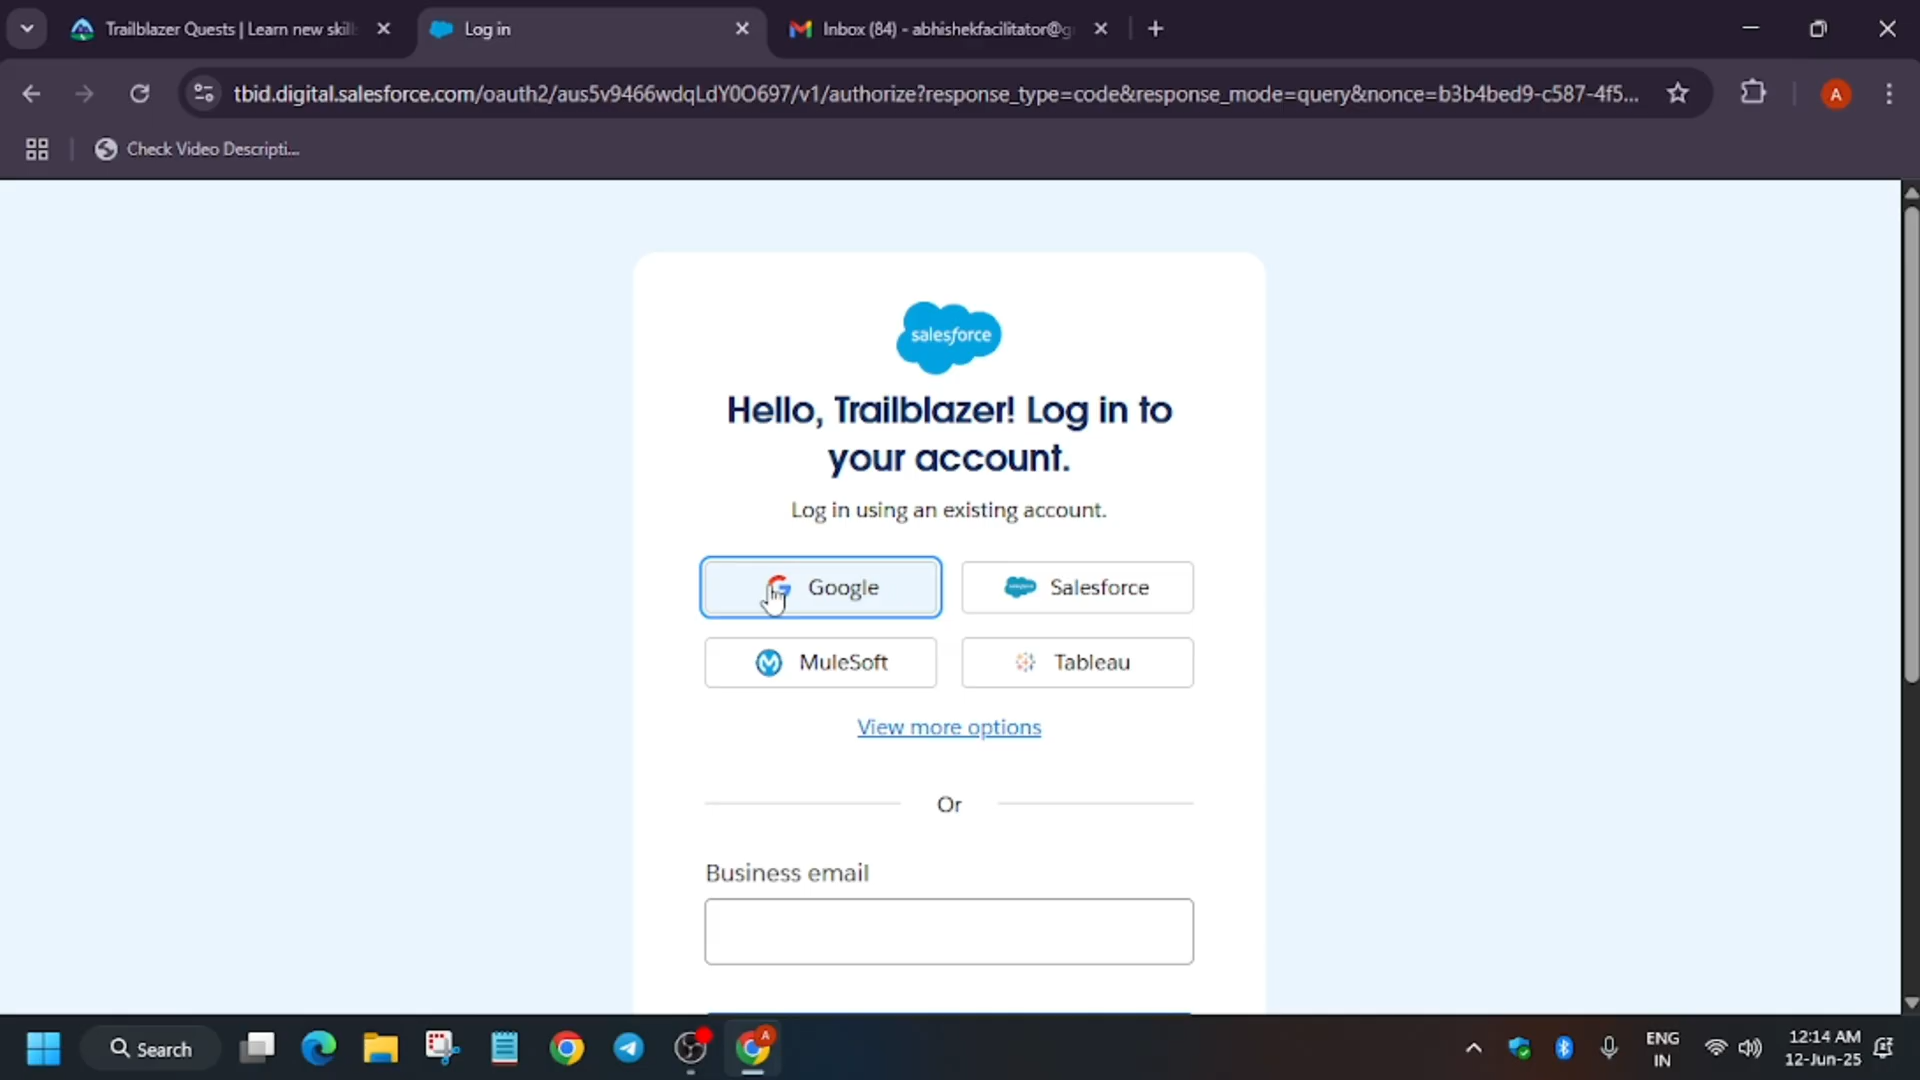 Trailblazer Quests | Learn new skil
Log in
Inbox (84) - abhishekfacilitator@g
tbid.digital.salesforce.com/oauth2/aus5v9466wdqLdY0O697/v1/authorize?response_type=code&response_mode=query&nonce=b3b4bed9-c587-4f5...
A
Check Video Descripti...
salesforce
Hello, Trailblazer! Log in to
your account.
Log in using an existing account.
Google
Salesforce
MuleSoft
Tableau
View more options
Or
Business email
Search
A
ENG
IN
12:14 AM
12-Jun-25